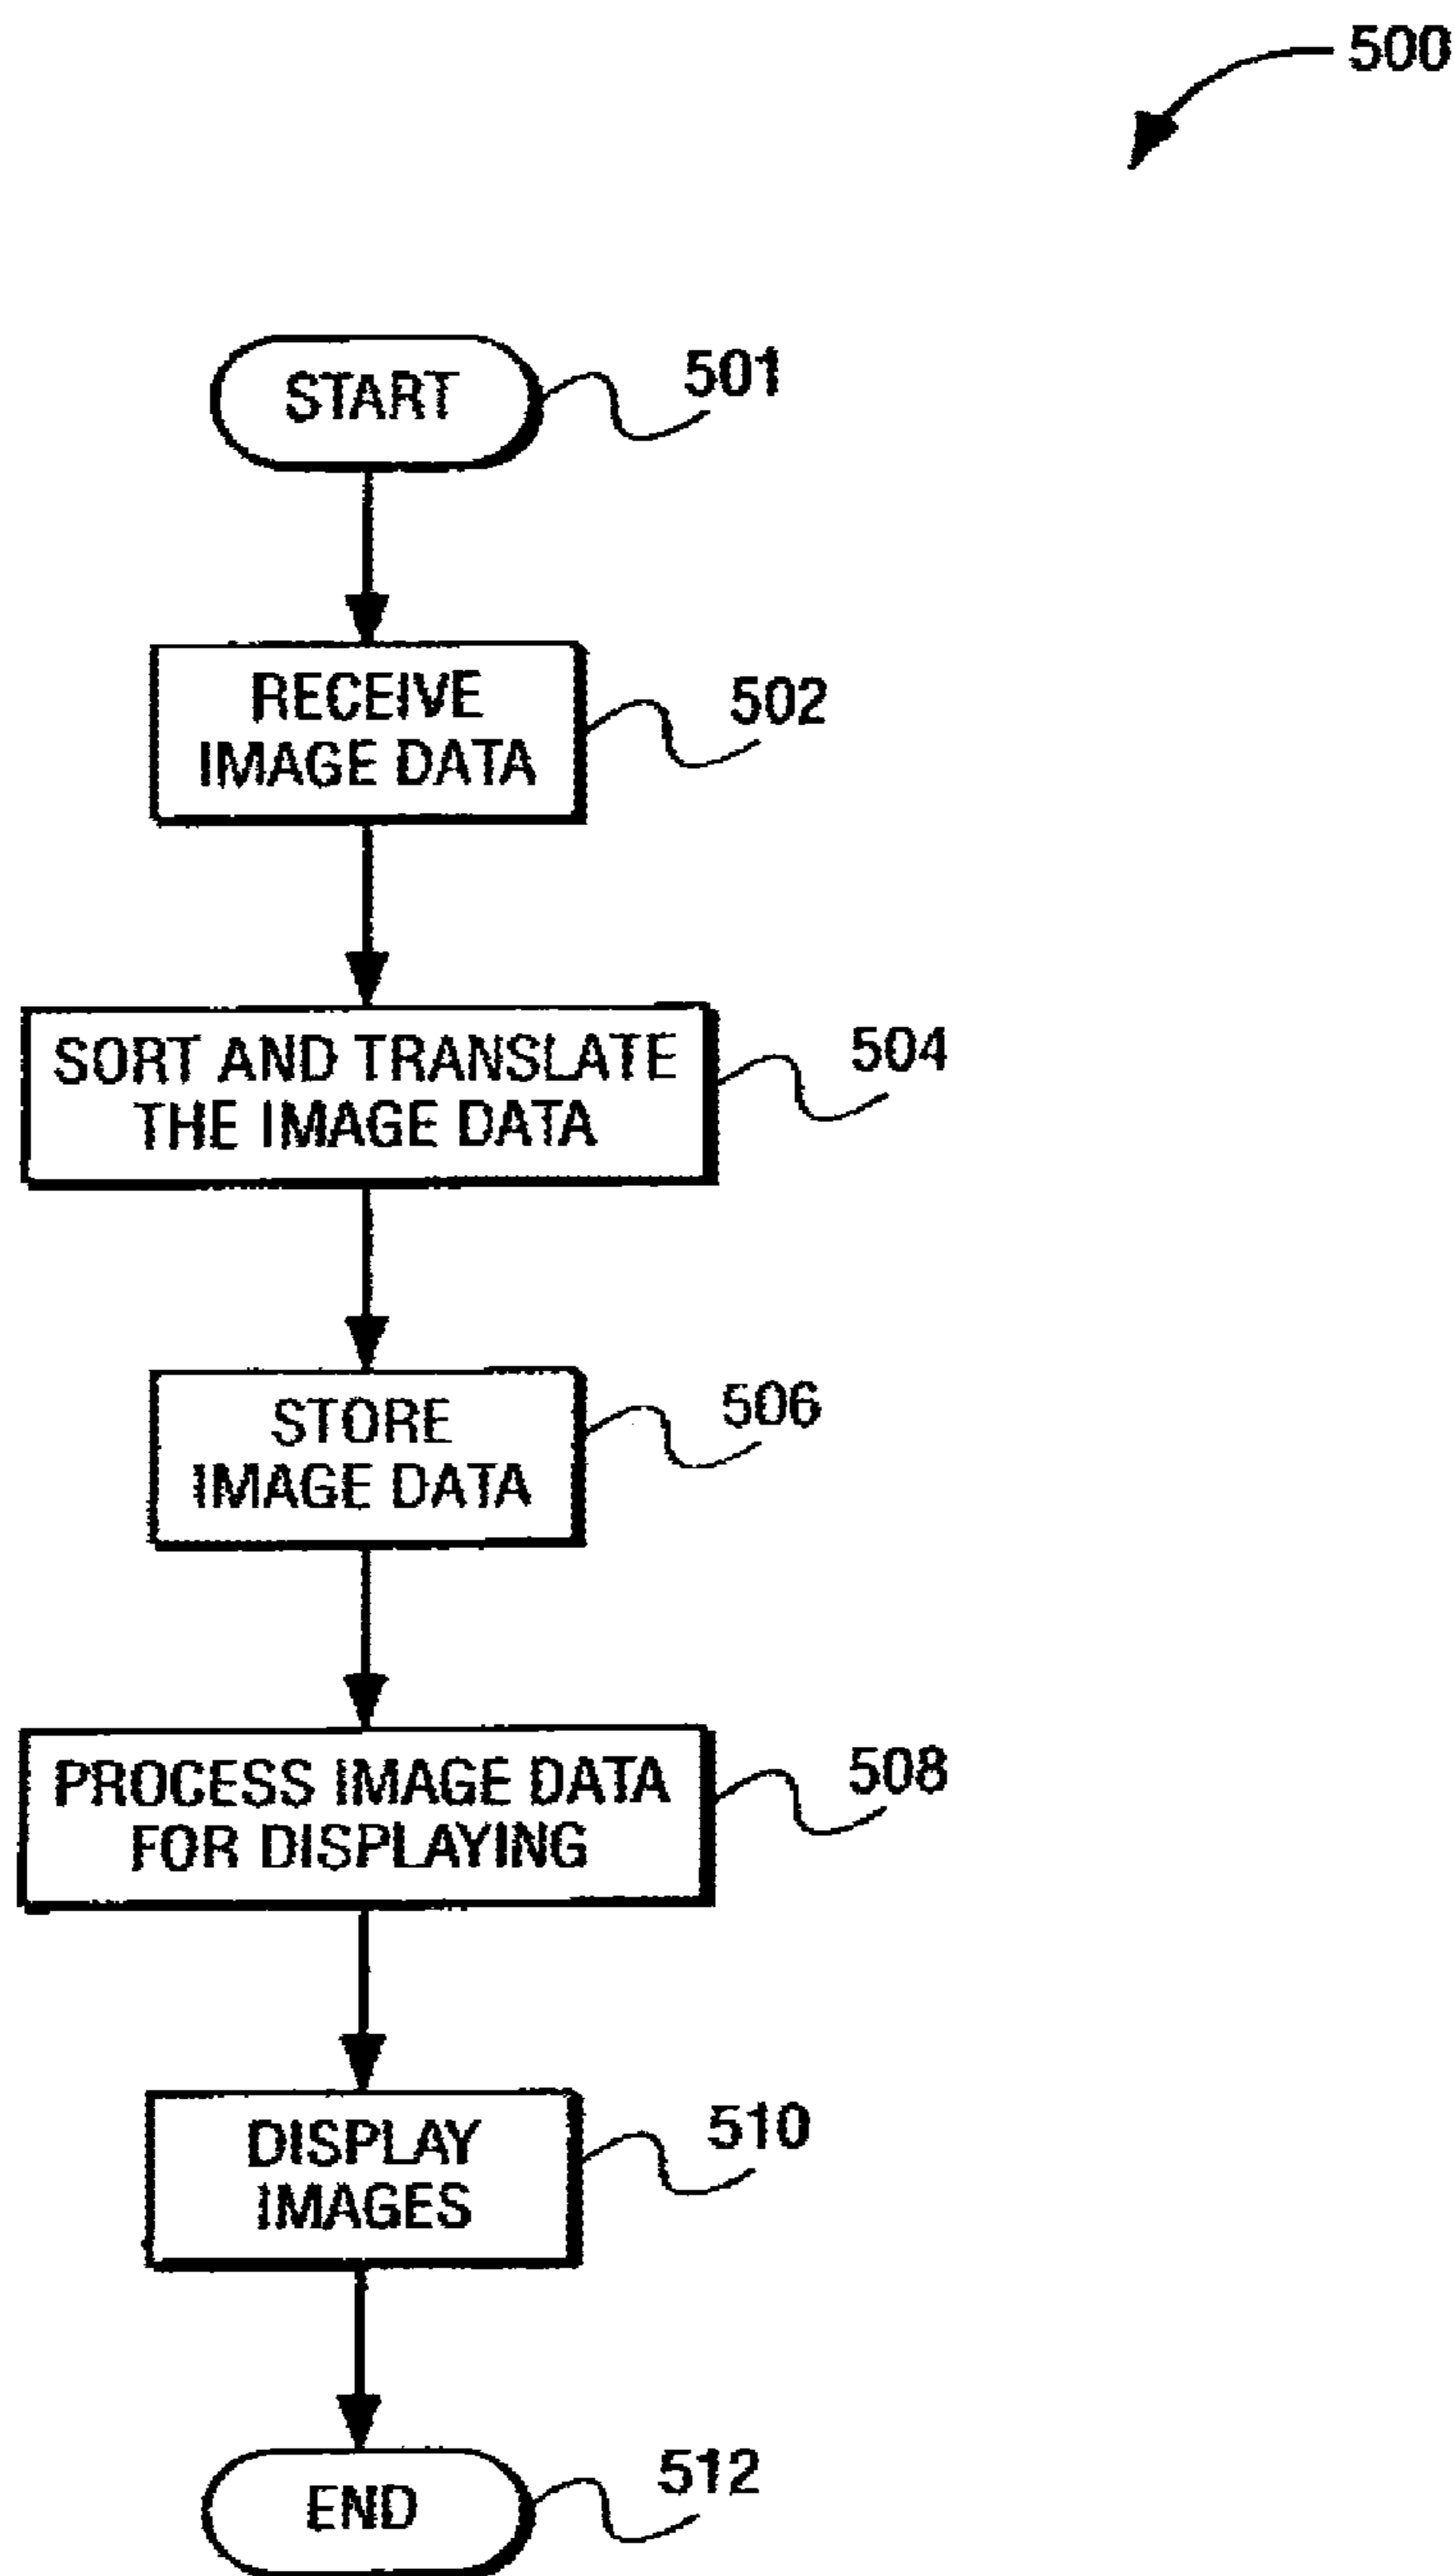 500
START
501
RECEIVE
IMAGE DATA
502
SORT AND TRANSLATE
THE IMAGE DATA
504
STORE
IMAGE DATA
506
PROCESS IMAGE DATA
FOR DISPLAYING
508
DISPLAY
IMAGES
510
END
512